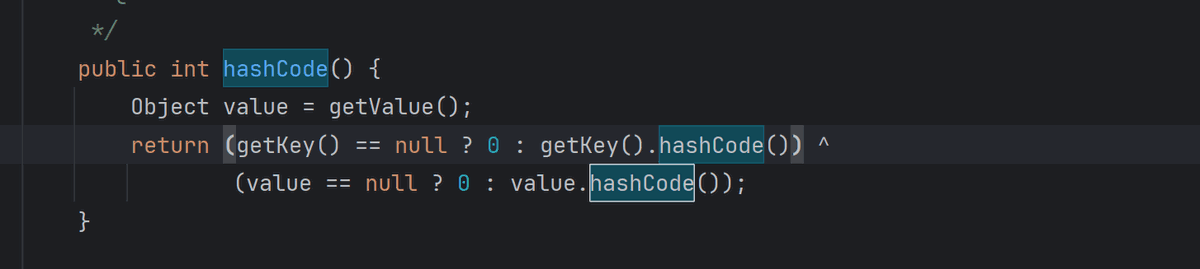 */
public int hashCode() {
Object value = getValue();
return (getKey() == null ? 0 : getKey().hashCode()) ^
(value == null ? 0 : value.hashCode());
}